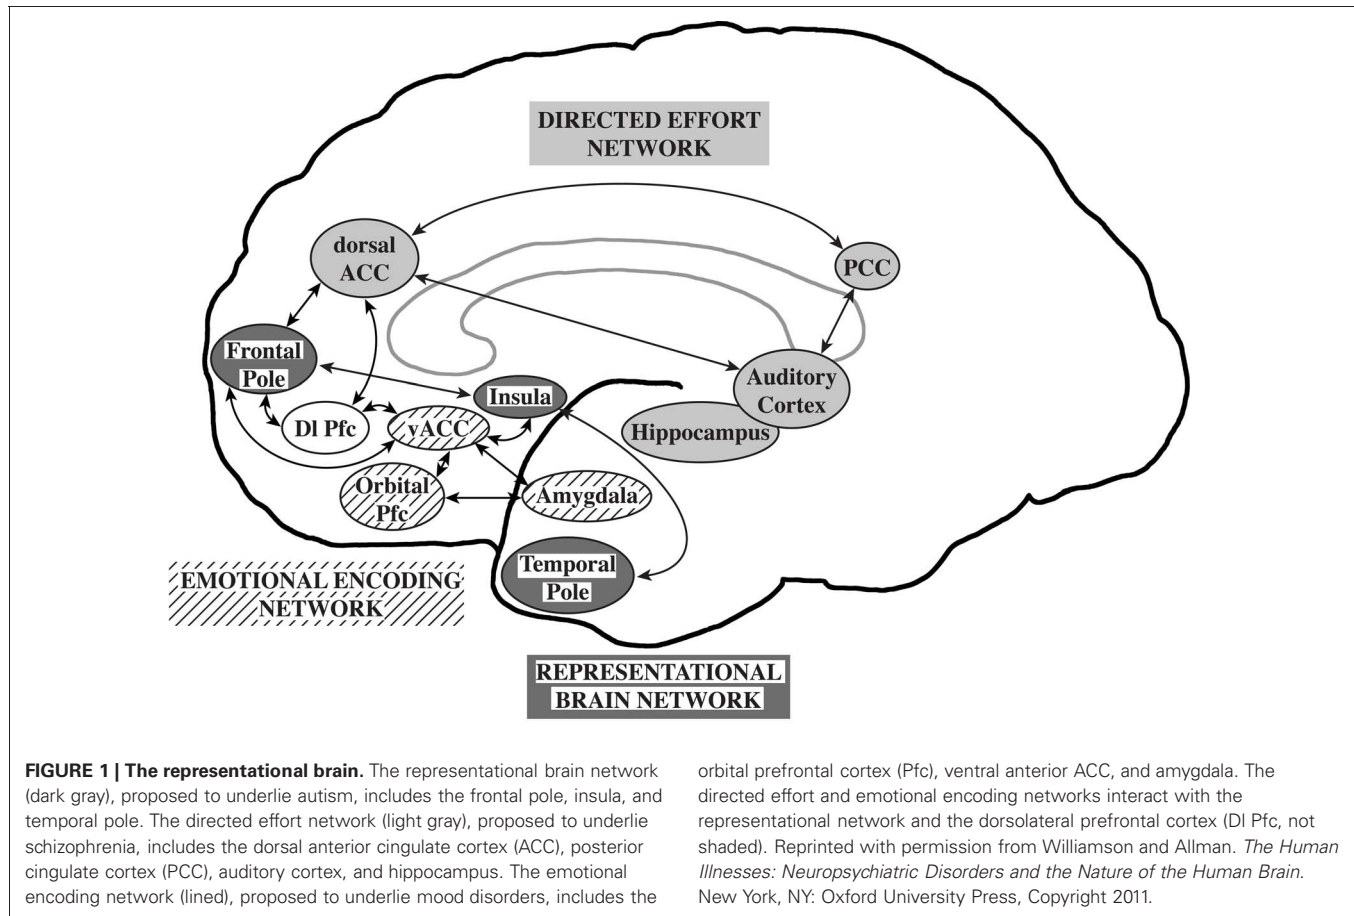 DIRECTED EFFORT
NETWORK
dorsal
ACC
PCC
Frontal
Pole
Auditory
Cortex
Insula
Dl Pfc
vACC
Hippocampus
Orbital
Pfc
Amygdala
Temporal
Pole
EMOTIONAL ENCODING
NETWORK
REPRESENTATIONAL
BRAIN NETWORK
FIGURE 1 | The representational brain. The representational brain network
(dark gray), proposed to underlie autism, includes the frontal pole, insula, and
temporal pole. The directed effort network (light gray), proposed to underlie
schizophrenia, includes the dorsal anterior cingulate cortex (ACC), posterior
cingulate cortex (PCC), auditory cortex, and hippocampus. The emotional
encoding network (lined), proposed to underlie mood disorders, includes the
orbital prefrontal cortex (Pfc), ventral anterior ACC, and amygdala. The
directed effort and emotional encoding networks interact with the
representational network and the dorsolateral prefrontal cortex (Dl Pfc, not
shaded). Reprinted with permission from Williamson and Allman. The Human
Illnesses: Neuropsychiatric Disorders and the Nature of the Human Brain.
New York, NY: Oxford University Press, Copyright 2011.